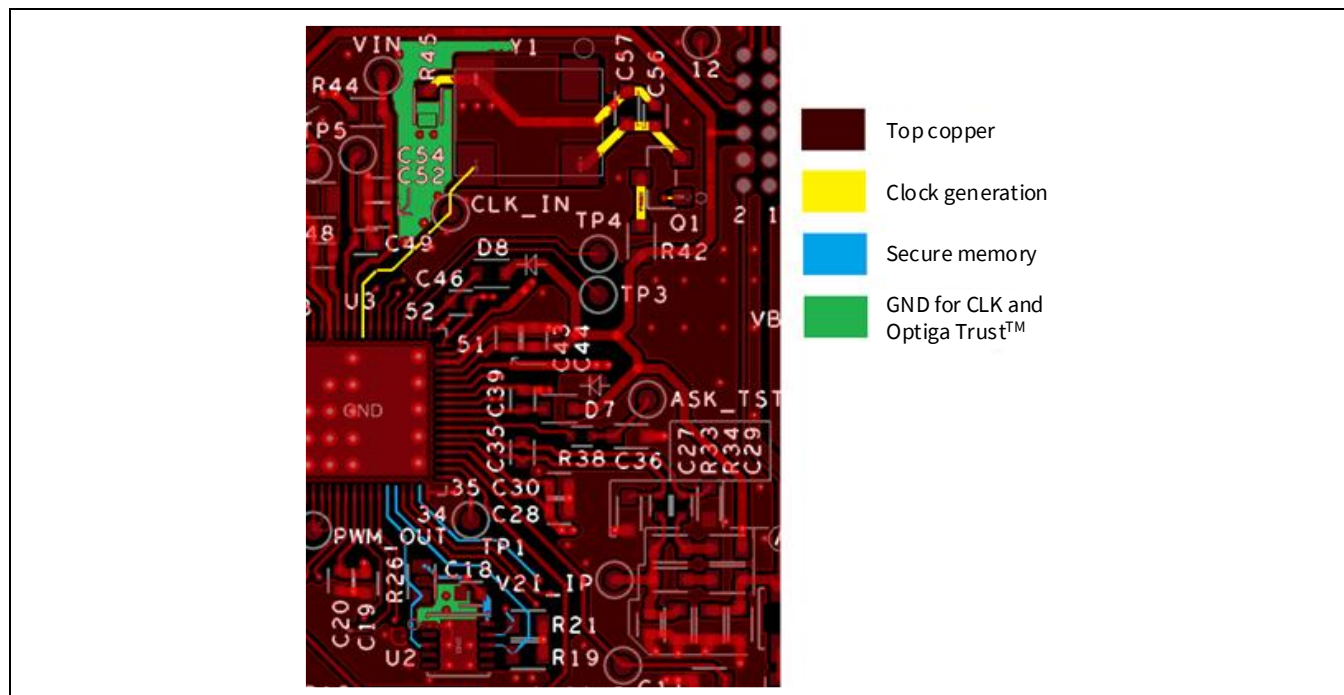 VIN
R45
Y1
C57
C56
12
R44
TP5
C54
C52
CLK_IN
TP4
Q1
2 1
R42
C49
D8
C46
TP3
U3
52
51
C43
C44
GND
C39
D7
ASK_TST
C35
R38
C36
C27
R33
R34
C29
35
C30
34
C28
PWM_OUT
TP1
R26
C18
V2I_IP
C20
C19
R21
U2
R19
Top copper
Clock generation
Secure memory
GND for CLK and
Optiga Trust™